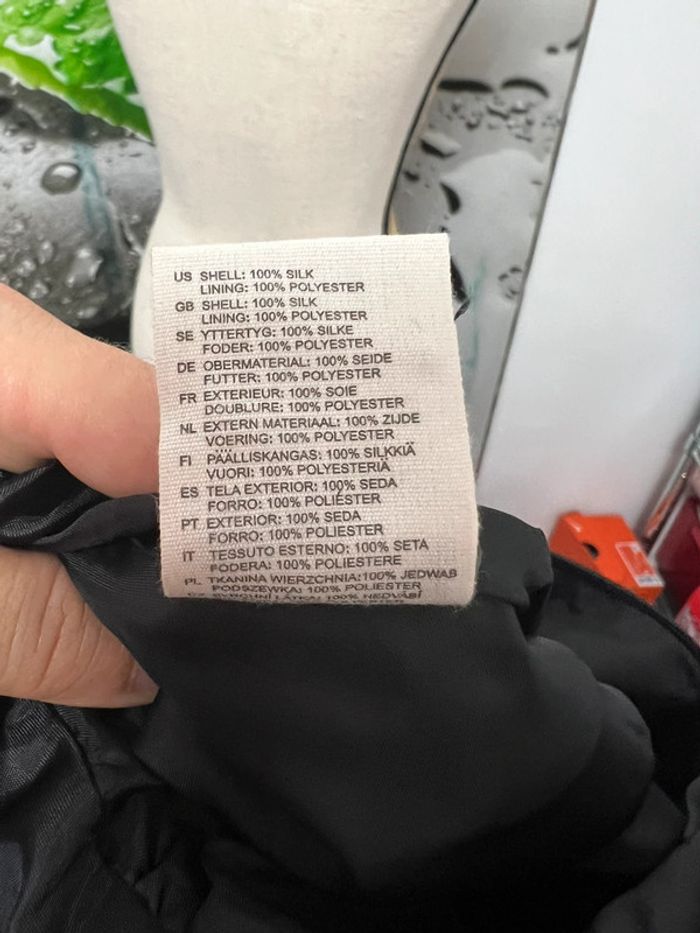 US SHELL: 100% SILK
LINING: 100% POLYESTER
GB SHELL: 100% SILK
LINING: 100% POLYESTER
SE YTTERTYG: 100% SILKE
FODER: 100% POLYESTER
DE OBERMATERIAL: 100% SEIDE
FUTTER: 100% POLYESTER
FR EXTERIEUR: 100% SOIE
DOUBLURE: 100% POLYESTER
NL EXTERN MATERIAAL: 100% ZIJDE
VOERING: 100% POLYESTER
FI PÄÄLLISKANGAS: 100% SILKKIÄ
VUORI: 100% POLYESTERIÄ
ES TELA EXTERIOR: 100% SEDA
FORRO: 100% POLIÉSTER
PT EXTERIOR: 100% SEDA
FORRO: 100% POLIESTER
IT TESSUTO ESTERNO: 100% SETA
FODERA: 100% POLIESTERE
PL TKANINA WIERZCHNIA:100% JEDWAB
PODSZEWKA: 100% POLIESTER
LÁTKA: 100% HEDVÁBÍ